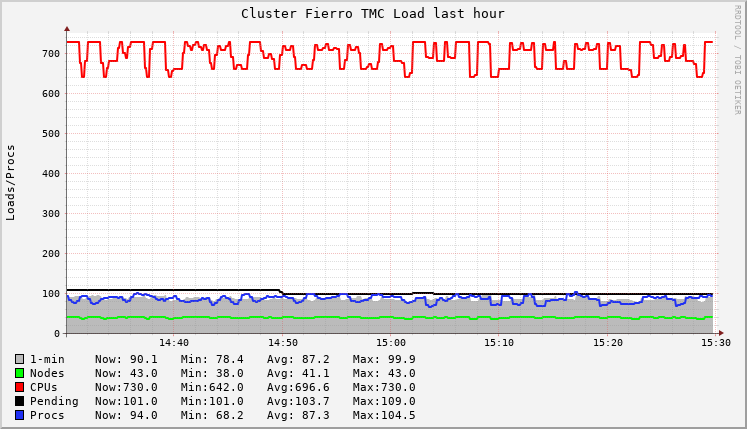 Cluster Fierro TMC Load last hour
RRDTOOL / TOBI OETIKER
Loads/Procs
700
600
500
400
300
200
100
0
14:40 14:50 15:00 15:10 15:20 15:30
1-min Now: 90.1 Min: 78.4 Avg: 87.2 Max: 99.9
Nodes Now: 43.0 Min: 38.0 Avg: 41.1 Max: 43.0
CPUs Now:730.0 Min:642.0 Avg:696.6 Max:730.0
Pending Now:101.0 Min:101.0 Avg:103.7 Max:109.0
Procs Now: 94.0 Min: 68.2 Avg: 87.3 Max:104.5